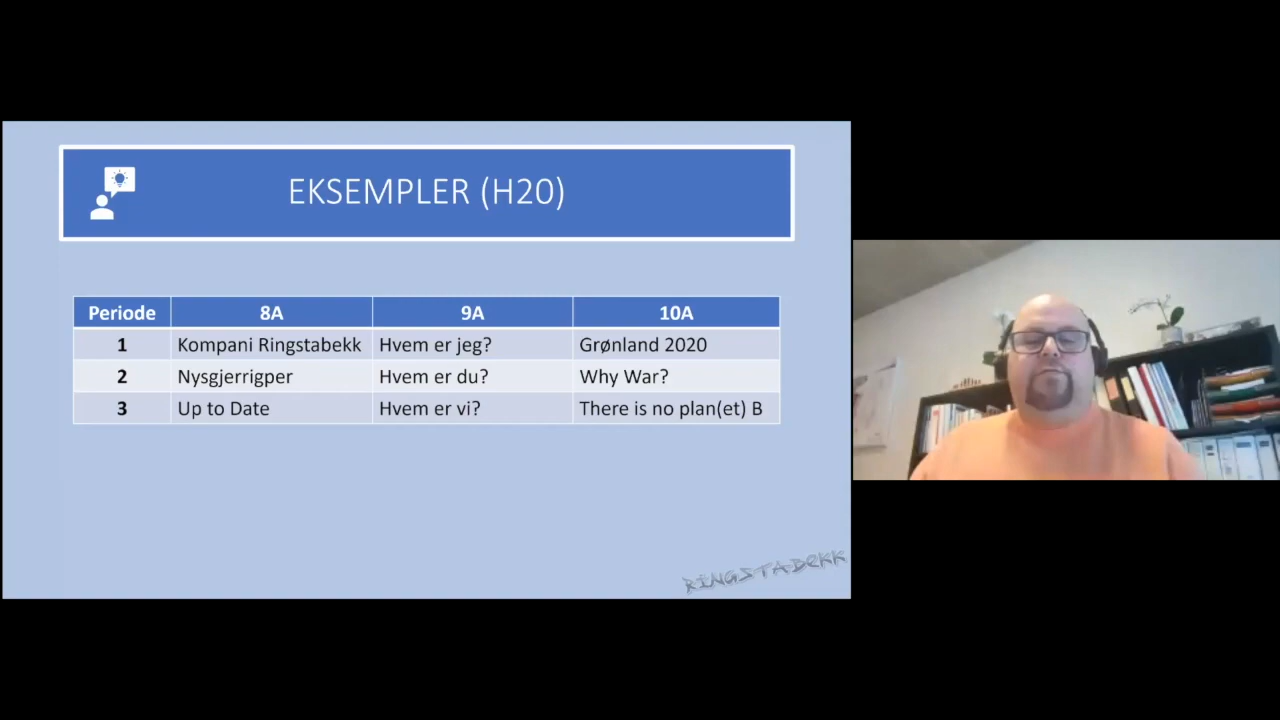 EKSEMPLER (H20)
Periode 8A 9A 10A
1 Kompani Ringstabekk Hvem er jeg? Grønland 2020
2 Nysgjerrigper Hvem er du? Why War?
3 Up to Date Hvem er vi? There is no plan(et) B
RINGSTABEKK